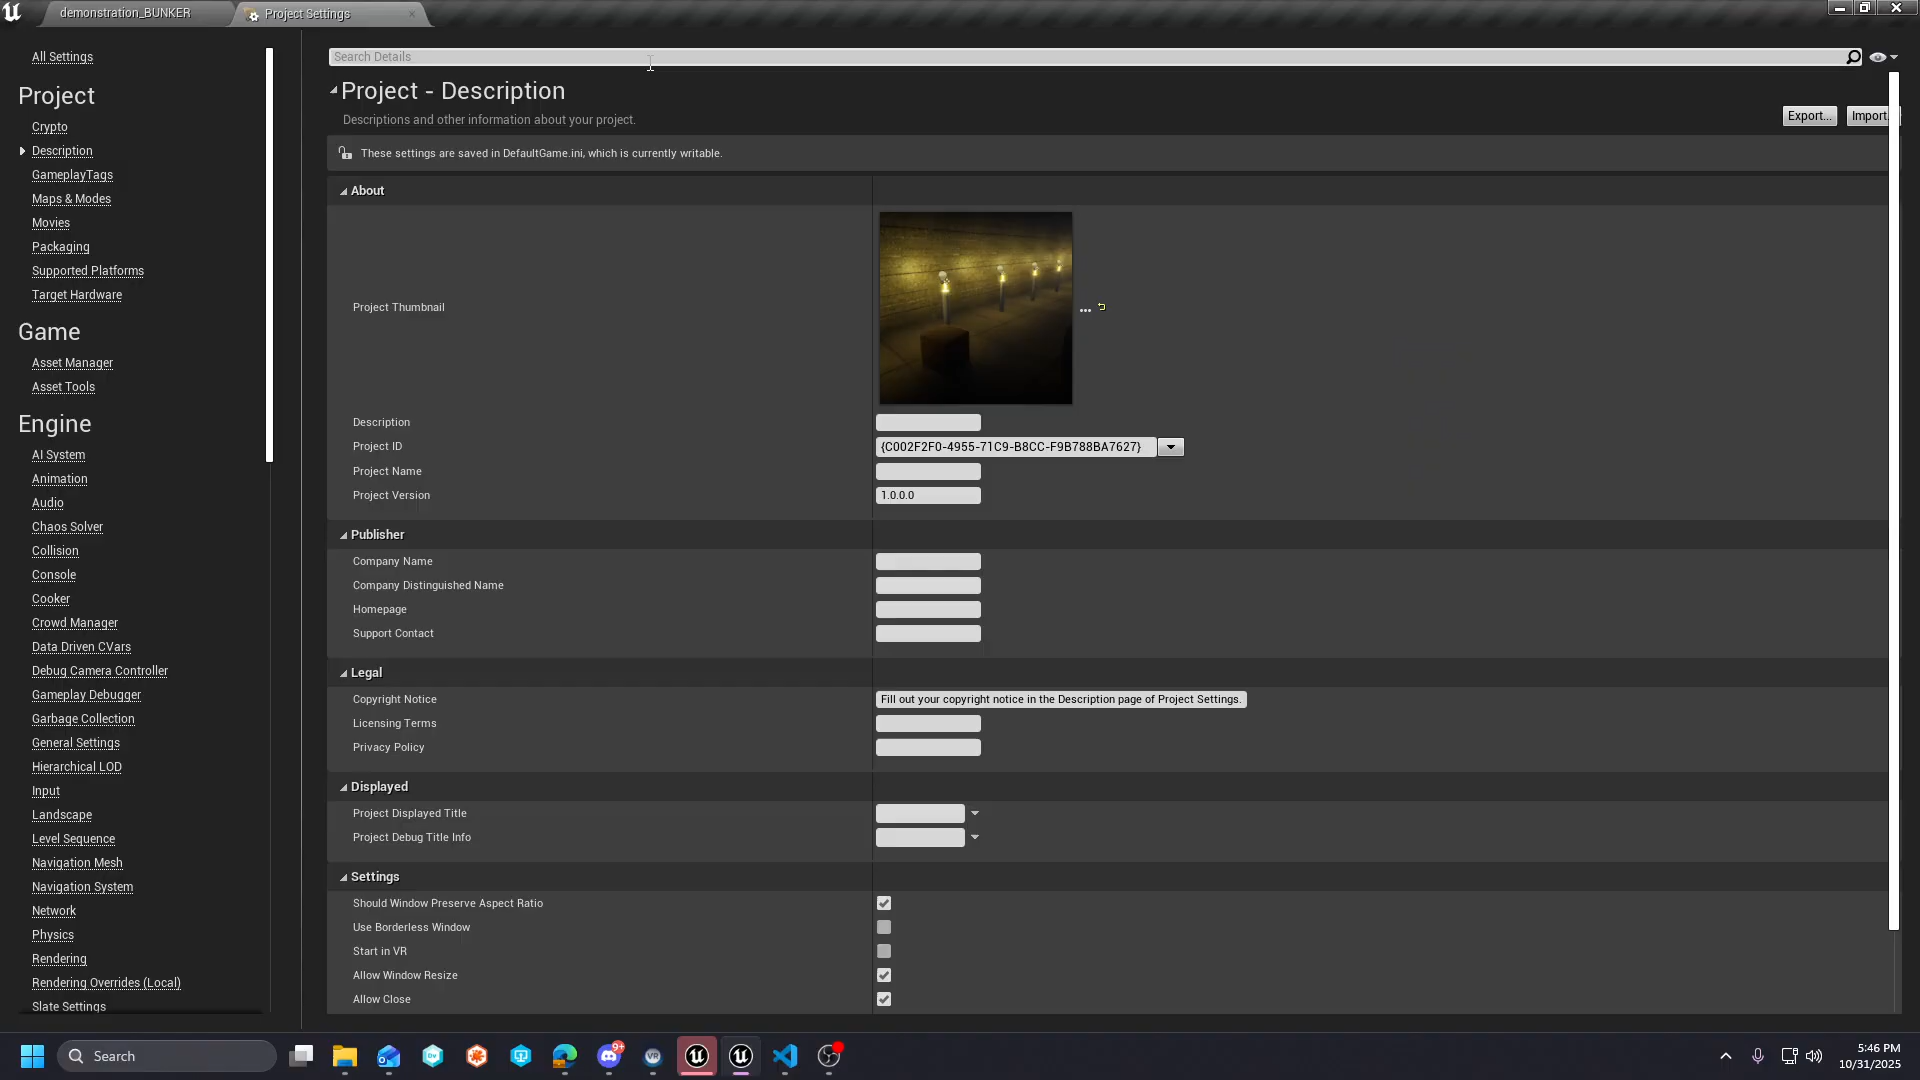 demonstration_BUNKER
Project Settings
All Settings
Project
Crypto
Description
GameplayTags
Maps & Modes
Movies
Packaging
Supported Platforms
Target Hardware
Game
Asset Manager
Asset Tools
Engine
AI System
Animation
Audio
Chaos Solver
Collision
Console
Cooker
Crowd Manager
Data Driven CVars
Debug Camera Controller
Gameplay Debugger
Garbage Collection
General Settings
Hierarchical LOD
Input
Landscape
Level Sequence
Navigation Mesh
Navigation System
Network
Physics
Rendering
Rendering Overrides (Local)
Slate Settings
Search Details
Project - Description
Descriptions and other information about your project.
Export...
Import
These settings are saved in DefaultGame.ini, which is currently writable.
About
Project Thumbnail
Description
Project ID {C002F2F0-4955-71C9-B8CC-F9B788BA7627}
Project Name
Project Version 1.0.0.0
Publisher
Company Name
Company Distinguished Name
Homepage
Support Contact
Legal
Copyright Notice Fill out your copyright notice in the Description page of Project Settings.
Licensing Terms
Privacy Policy
Displayed
Project Displayed Title
Project Debug Title Info
Settings
Should Window Preserve Aspect Ratio
Use Borderless Window
Start in VR
Allow Window Resize
Allow Close
Search
9+
VR
5:46 PM
10/31/2025